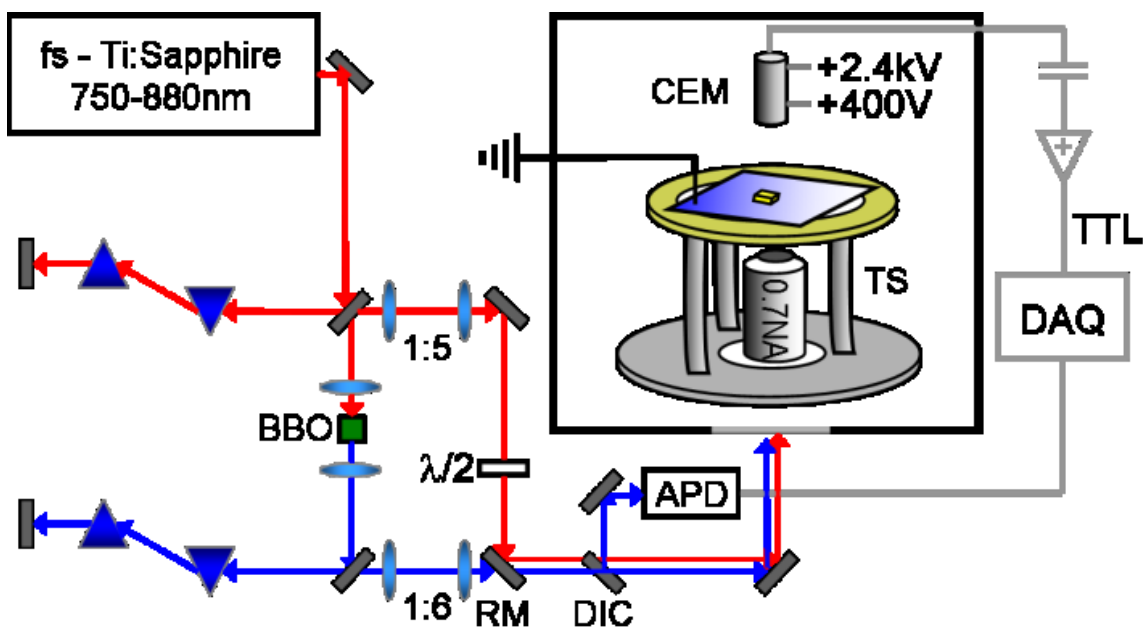 fs - Ti:Sapphire
750-880nm
CEM
+2.4kV
+400V
TTL
TS
0.7NA
DAQ
1:5
BBO
λ/2
APD
1:6
RM
DIC